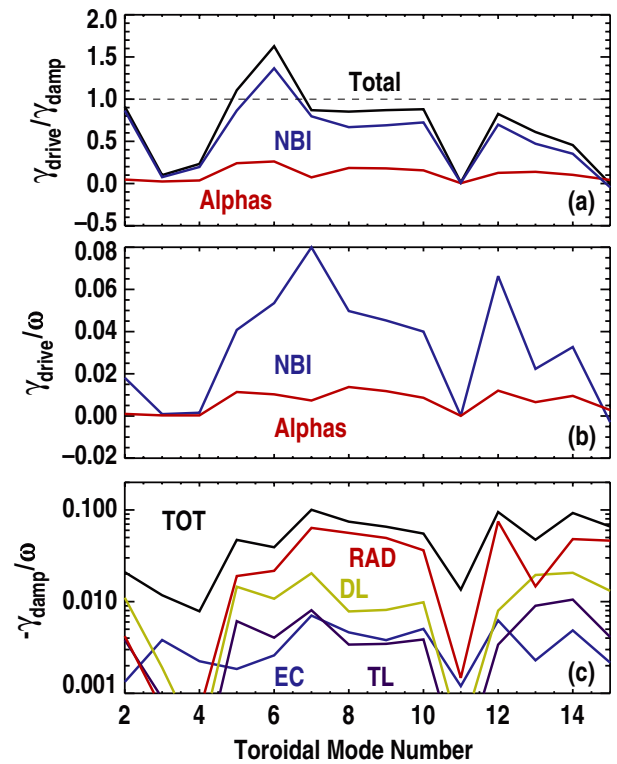 2.0
1.5
1.0
0.5
0.0
−0.5
γdrive/γdamp
Total
NBI
Alphas
(a)
0.08
0.06
0.04
0.02
0.00
−0.02
γdrive/ω
NBI
Alphas
(b)
0.100
0.010
0.001
-γdamp/ω
TOT
RAD
DL
EC
TL
(c)
2 4 6 8 10 12 14
Toroidal Mode Number